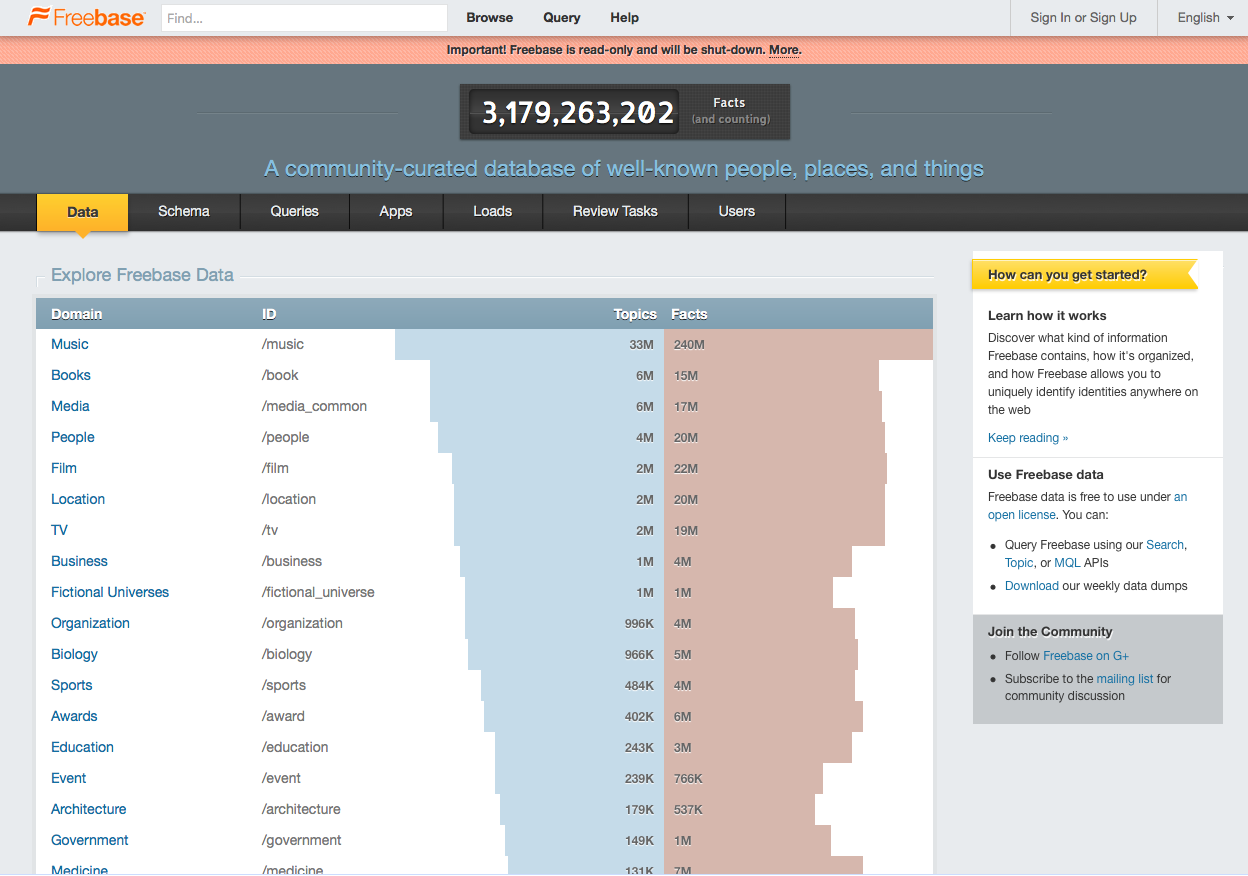 Freebase Find... Browse Query Help Sign In or Sign Up English
Important! Freebase is read-only and will be shut-down. More.
3,179,263,202 Facts
(and counting)
A community-curated database of well-known people, places, and things
Data Schema Queries Apps Loads Review Tasks Users
Explore Freebase Data
Domain ID Topics Facts
Music /music 33M 240M
Books /book 6M 15M
Media /media_common 6M 17M
People /people 4M 20M
Film /film 2M 22M
Location /location 2M 20M
TV /tv 2M 19M
Business /business 1M 4M
Fictional Universes /fictional_universe 1M 1M
Organization /organization 996K 4M
Biology /biology 966K 5M
Sports /sports 484K 4M
Awards /award 402K 6M
Education /education 243K 3M
Event /event 239K 766K
Architecture /architecture 179K 537K
Government /government 149K 1M
Medicine /medicine 131K 7M
How can you get started?
Learn how it works
Discover what kind of information
Freebase contains, how it's organized,
and how Freebase allows you to
uniquely identify identities anywhere on
the web
Keep reading »
Use Freebase data
Freebase data is free to use under an
open license. You can:
• Query Freebase using our Search,
Topic, or MQL APIs
• Download our weekly data dumps
Join the Community
• Follow Freebase on G+
• Subscribe to the mailing list for
community discussion